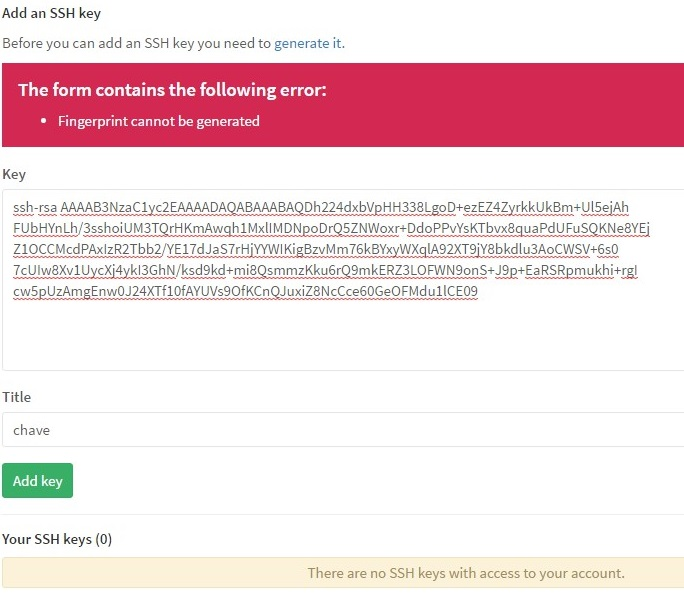 Add an SSH key
Before you can add an SSH key you need to generate it.
The form contains the following error:
Fingerprint cannot be generated
Key
ssh-rsa AAAAB3NzaC1yc2EAAAADAQABAAABAQDh224dxbVpHH338LgoD+ezEZ4ZyrkkUkBm+Ul5ejAh
FUbHYnLh/3sshoiUM3TQrHKmAwqh1MxlIMDNpoDrQ5ZNWoxr+DdoPPvYsKTbvx8quaPdUFuSQKNe8YEj
Z1OCCMcdPAxIzR2Tbb2/YE17dJaS7rHjYYWIKigBzvMm76kBYxyWXqlA92XT9jY8bkdlu3AoCWSV+6s0
7cUIw8Xv1UycXj4ykI3GhN/ksd9kd+mi8QsmmzKku6rQ9mkERZ3LOFWN9onS+J9p+EaRSRpmukhi+rgI
cw5pUzAmgEnw0J24XTf10fAYUVs9OfKCnQJuxiZ8NcCce60GeOFMdu1lCE09
Title
chave
Add key
Your SSH keys (0)
There are no SSH keys with access to your account.